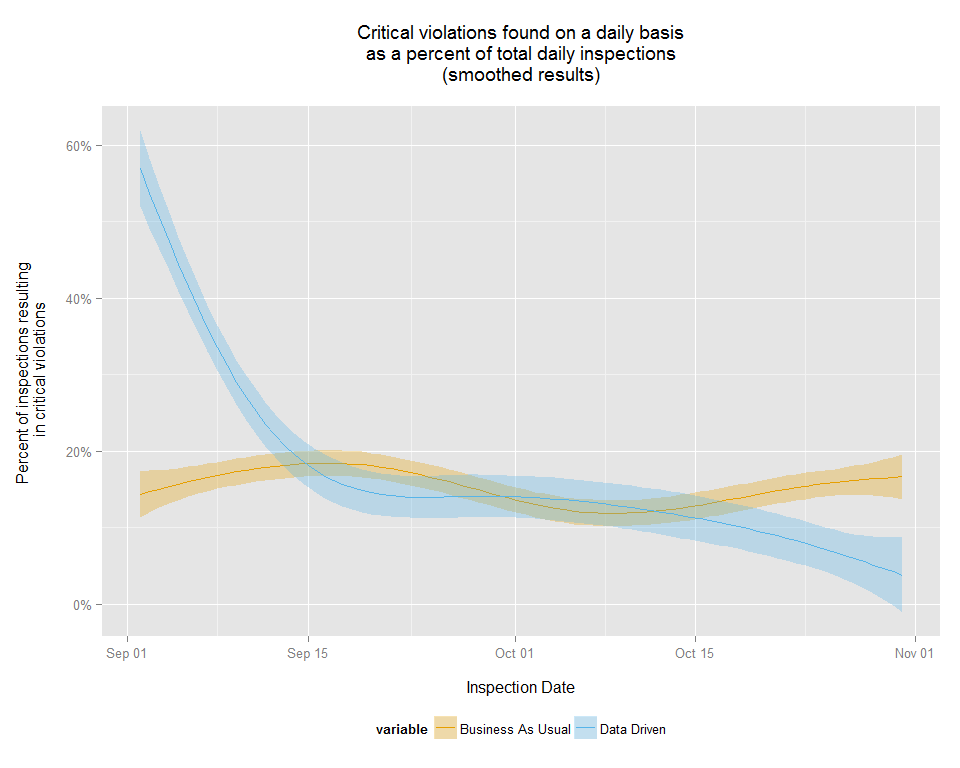 Critical violations found on a daily basis
as a percent of total daily inspections
(smoothed results)
Percent of inspections resulting
in critical violations
60%
40%
20%
0%
Sep 01
Sep 15
Oct 01
Oct 15
Nov 01
Inspection Date
variable Business As Usual Data Driven